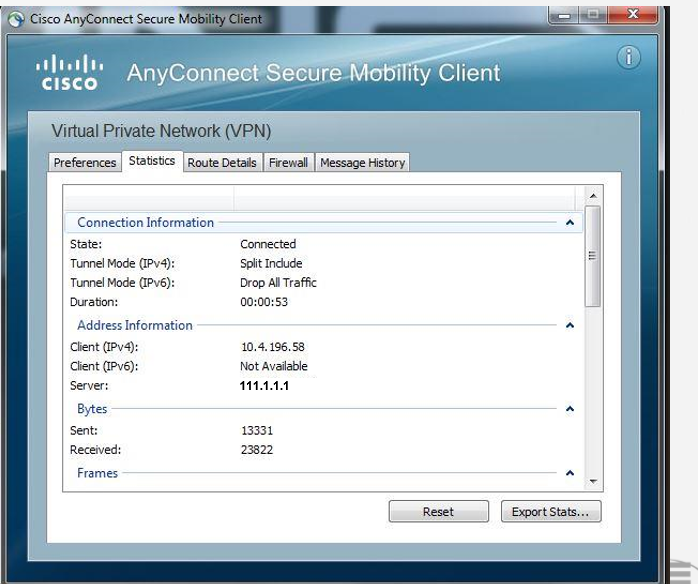 Cisco AnyConnect Secure Mobility Client
CISCO
AnyConnect Secure Mobility Client
Virtual Private Network (VPN)
Preferences Statistics Route Details Firewall Message History
Connection Information
State: Connected
Tunnel Mode (IPv4): Split Include
Tunnel Mode (IPv6): Drop All Traffic
Duration: 00:00:53
Address Information
Client (IPv4): 10.4.196.58
Client (IPv6): Not Available
Server: 111.1.1.1
Bytes
Sent: 13331
Received: 23822
Frames
Reset Export Stats...